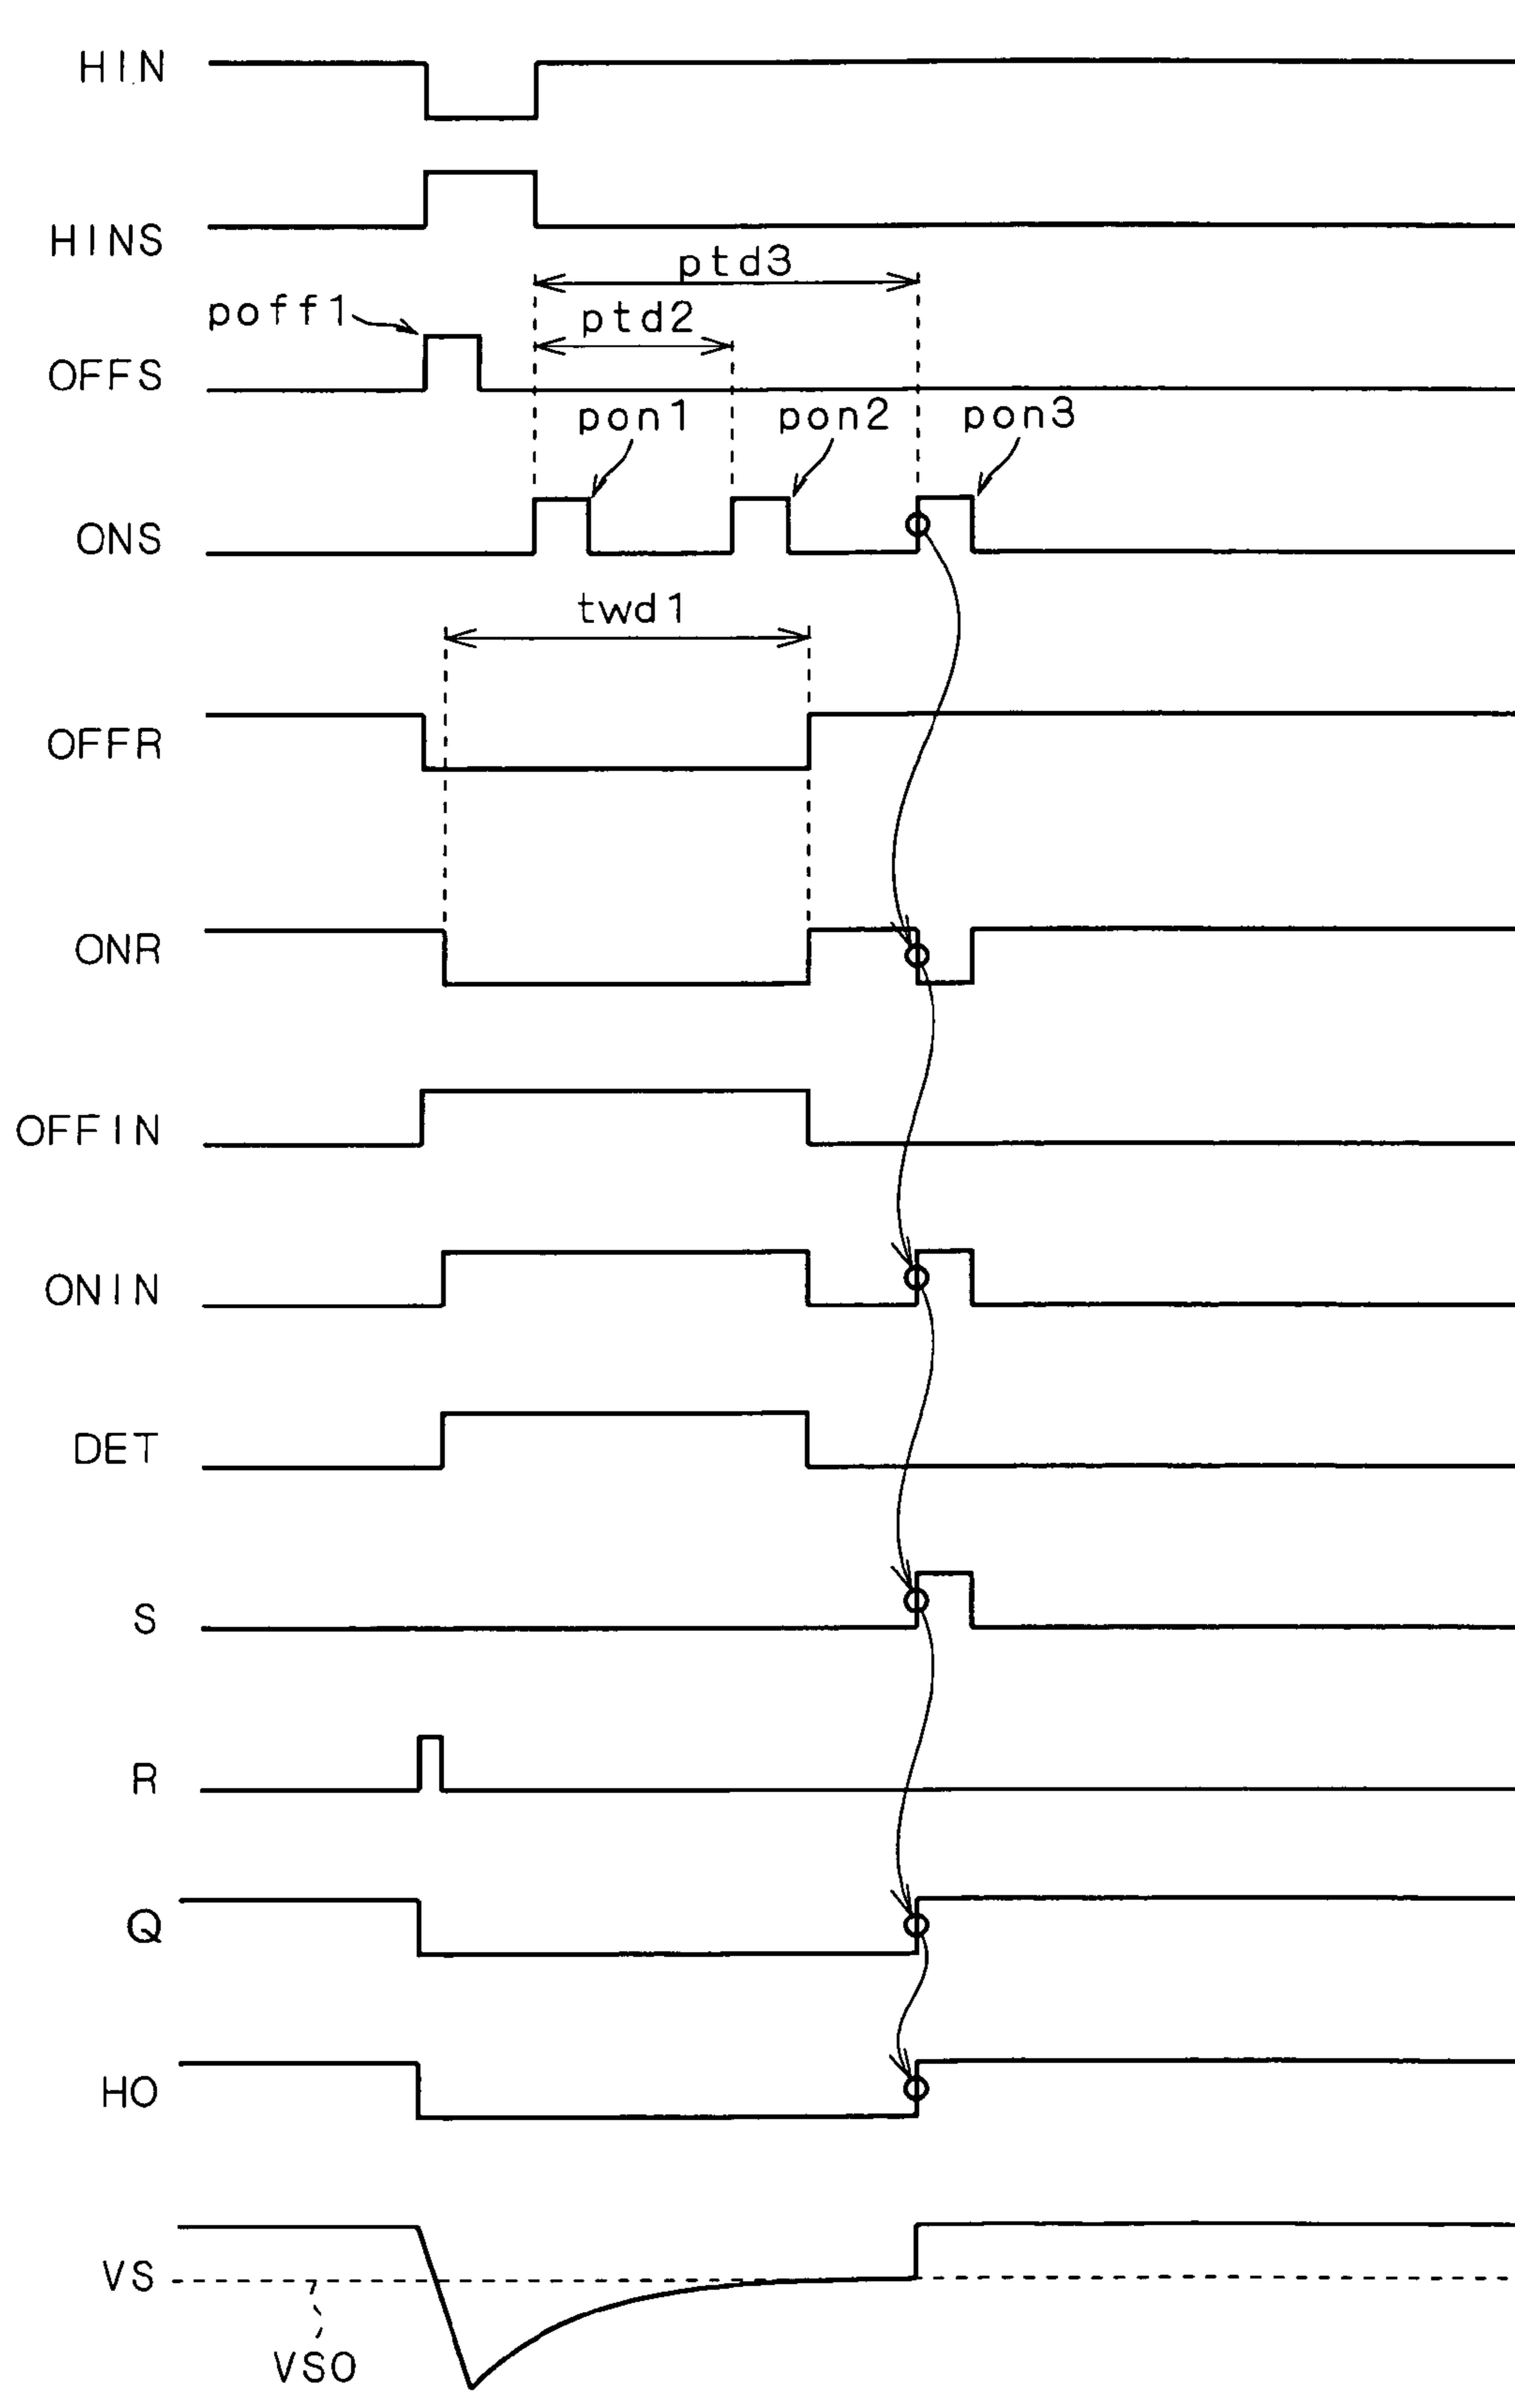 HIN
HINS
ptd3
poff1
ptd2
OFFS
pon1
pon2
pon3
ONS
twd1
OFFR
ONR
OFFIN
ONIN
DET
S
R
Q
HO
VS
VSO